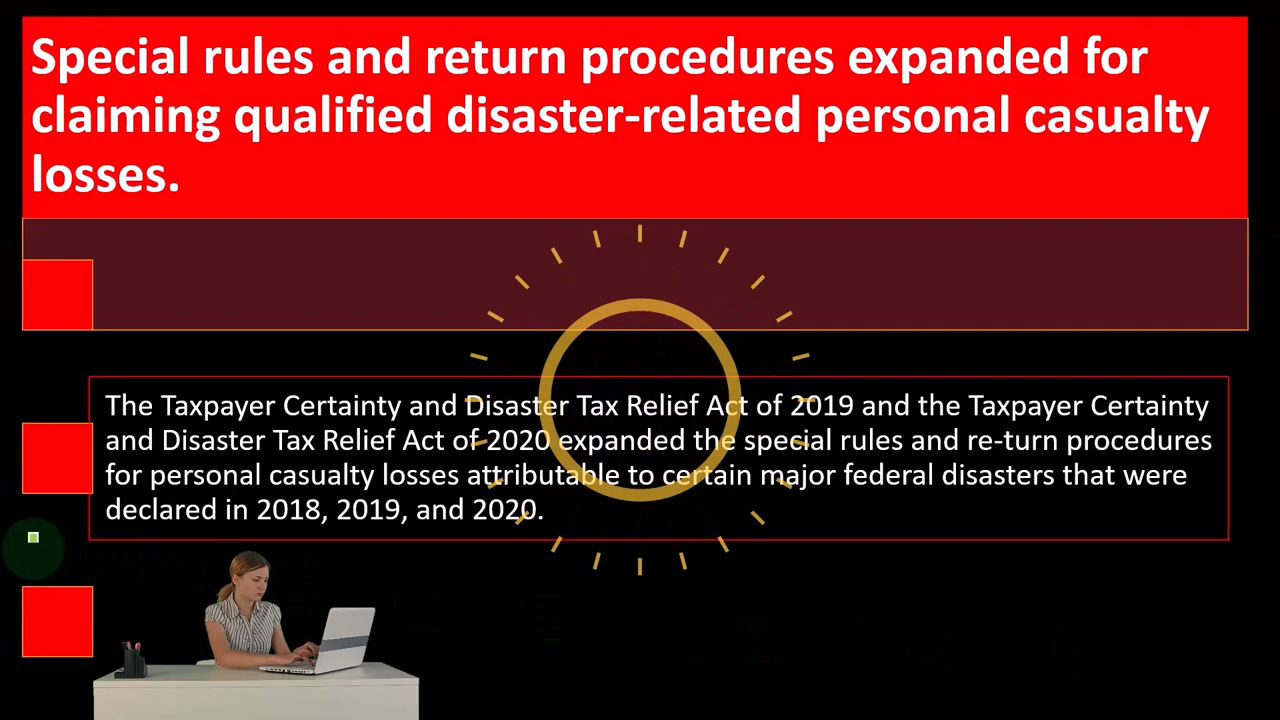 Special rules and return procedures expanded for
claiming qualified disaster-related personal casualty
losses.
The Taxpayer Certainty and Disaster Tax Relief Act of 2019 and the Taxpayer Certainty
and Disaster Tax Relief Act of 2020 expanded the special rules and re-turn procedures
for personal casualty losses attributable to certain major federal disasters that were
declared in 2018, 2019, and 2020.